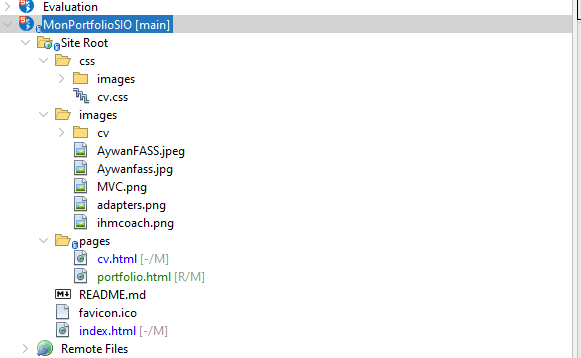 Evaluation
MonPortfolioSIO [main]
Site Root
css
images
cv.css
images
cv
AywanFASS.jpeg
Aywanfass.jpg
MVC.png
adapters.png
ihmcoach.png
pages
cv.html [-/M]
portfolio.html [R/M]
README.md
favicon.ico
index.html [-/M]
Remote Files